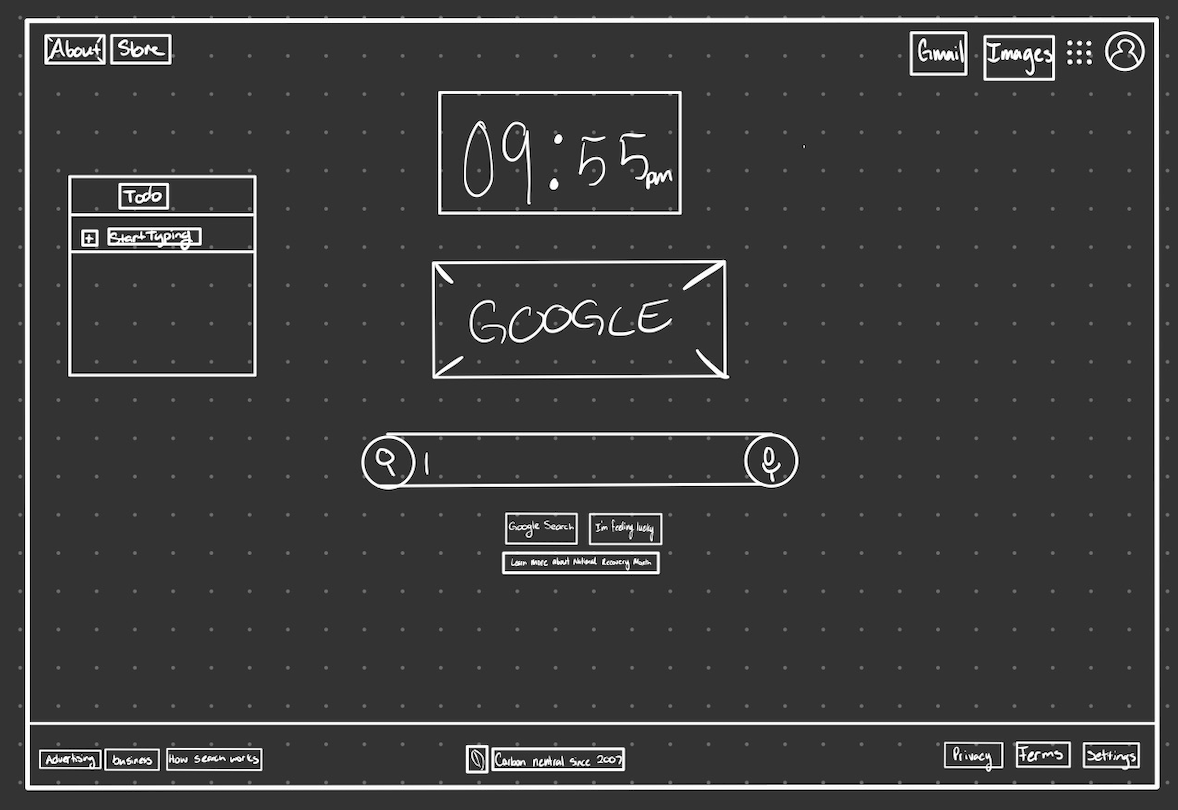 About Store Gmail Images
09:55pm
Todo
+ Start Typing
GOOGLE
Google Search I'm feeling lucky
Learn more about National Recovery Month
Advertising business How search works Carbon neutral since 2007 Privacy Terms Settings